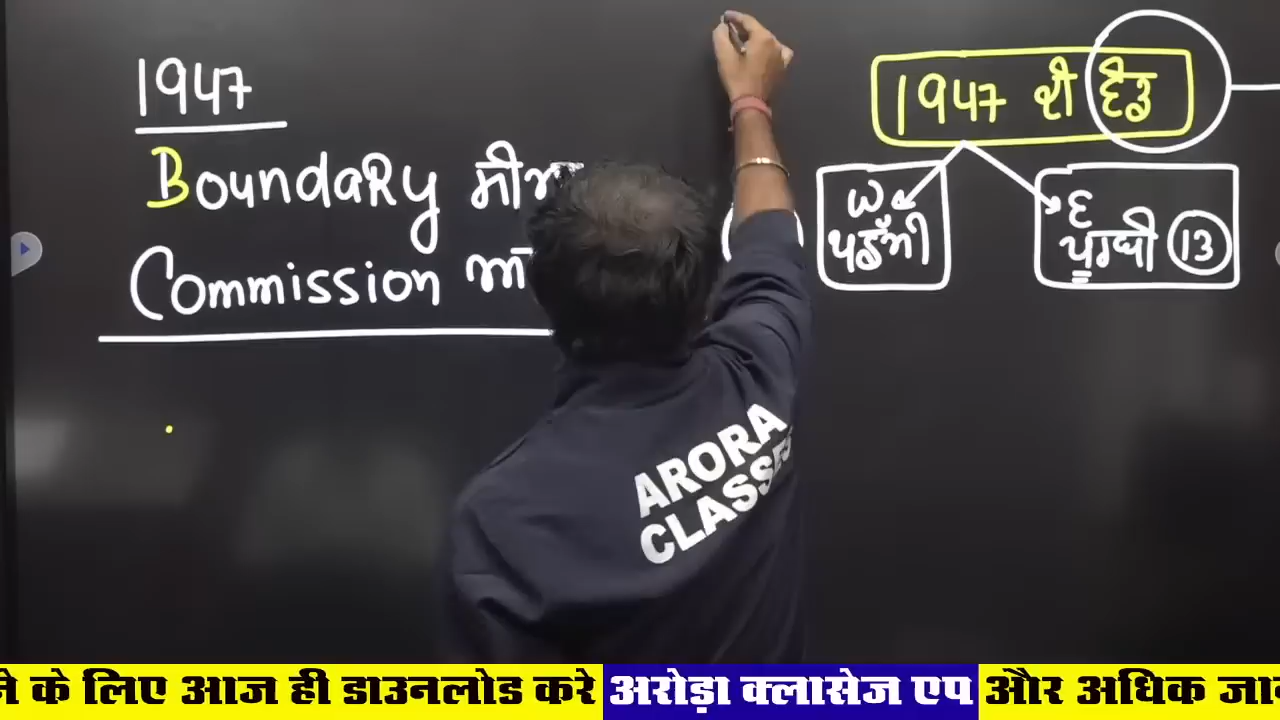 1947
Boundary
Commission
1947 ਦੀ ਵੰਡ
W
ਪੱਛਮੀ
E
ਪੂਰਬੀ 13
ARORA
CLASSES
के लिए आज ही डाउनलोड करे अरोड़ा क्लासेज एप और अधिक